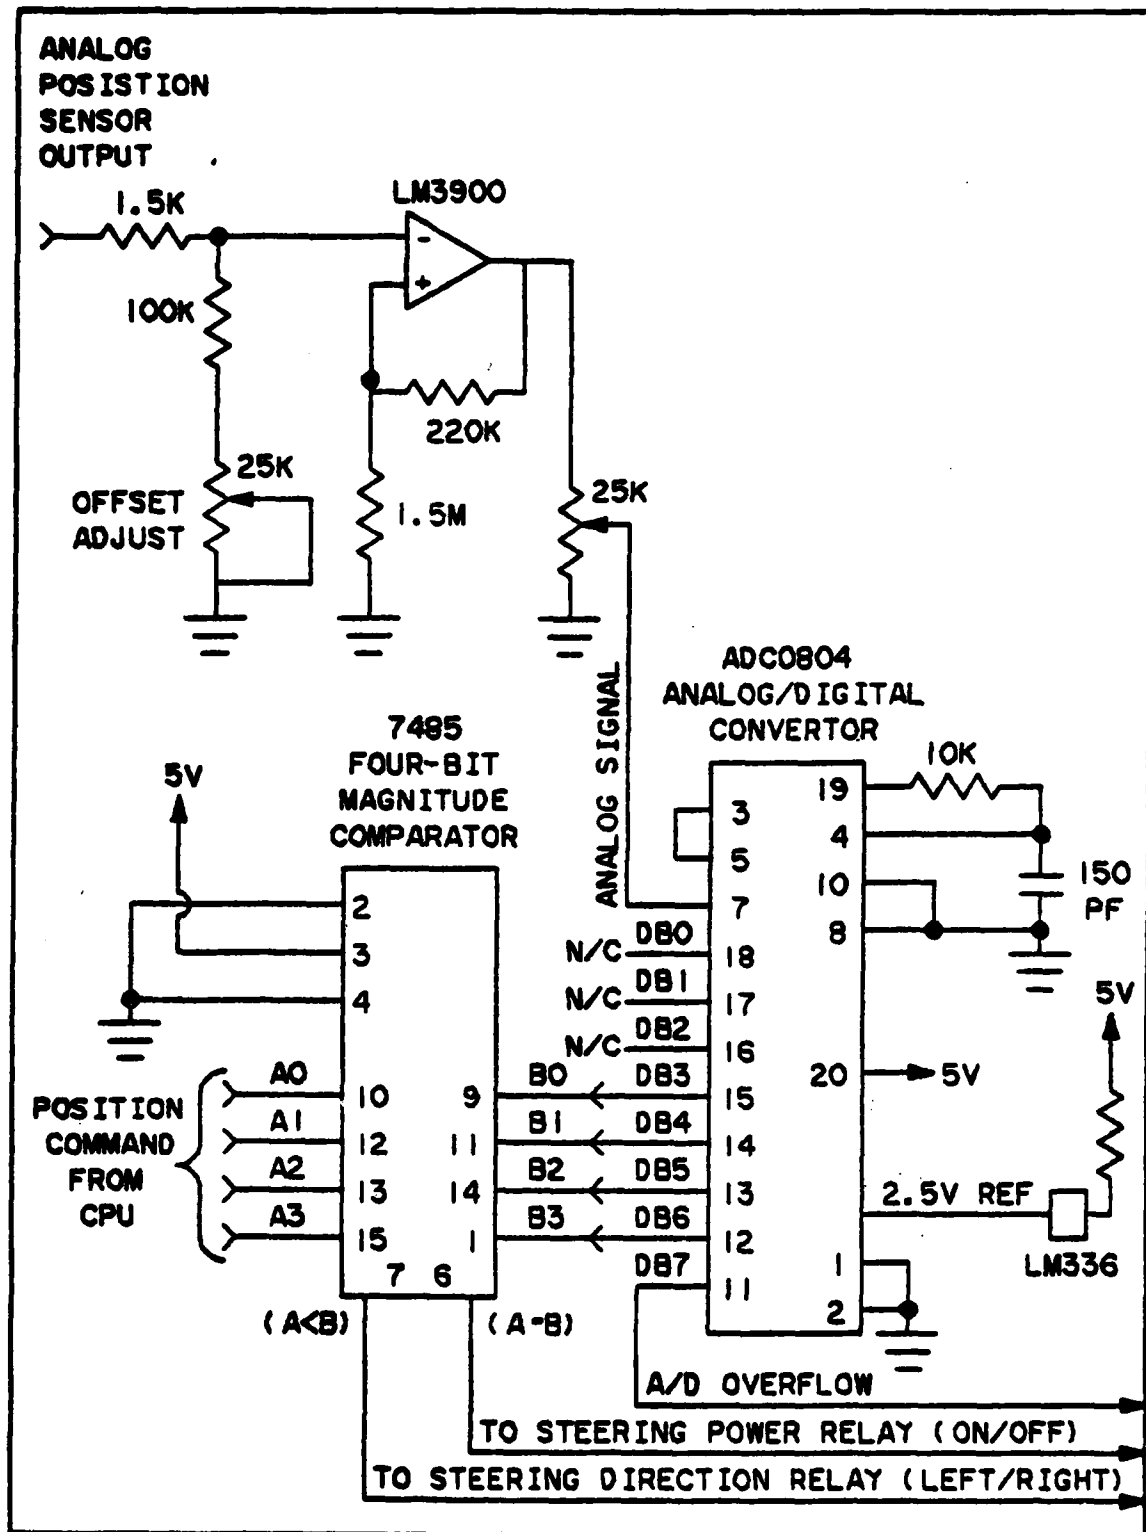 ANALOG
POSISTION
SENSOR
OUTPUT
1.5K
LM3900
-
+
100K
220K
25K
OFFSET
ADJUST
1.5M
25K
ANALOG SIGNAL
ADC0804
ANALOG/DIGITAL
CONVERTOR
7485
FOUR-BIT
MAGNITUDE
COMPARATOR
5V
10K
19
3
4
5
10
150
PF
7
8
2
3
4
N/C DB0 18
N/C DB1 17
N/C DB2 16
5V
20 5V
POSITION
COMMAND
FROM
CPU
A0 10 9 B0 DB3 15
A1 12 11 B1 DB4 14
A2 13 14 B2 DB5 13
A3 15 1 B3 DB6 12
2.5V REF
LM336
7 6
DB7 11
1
2
(A<B)
(A=B)
A/D OVERFLOW
TO STEERING POWER RELAY (ON/OFF)
TO STEERING DIRECTION RELAY (LEFT/RIGHT)